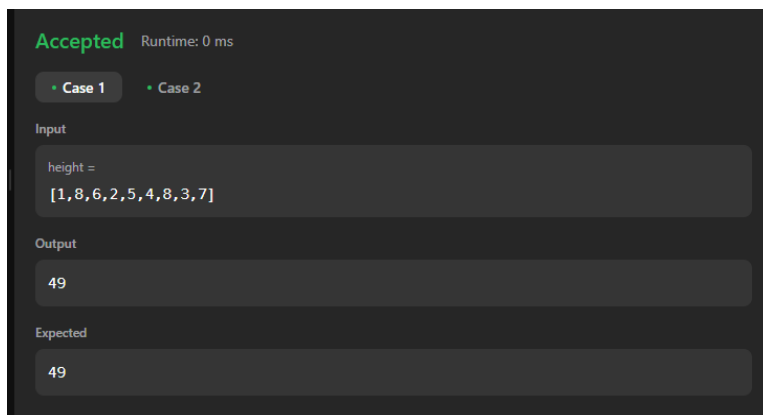 Accepted Runtime: 0 ms
• Case 1 • Case 2
Input
height =
[1,8,6,2,5,4,8,3,7]
Output
49
Expected
49